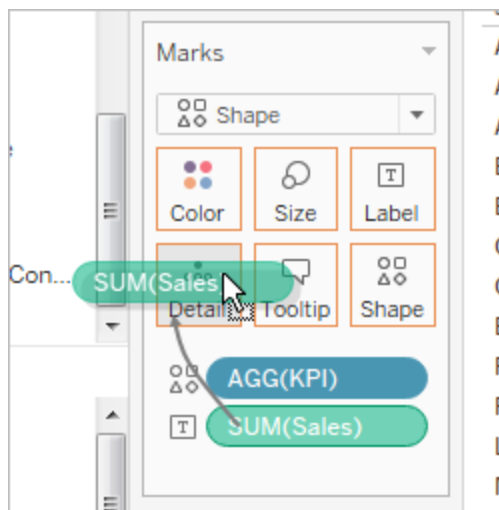 Marks
Shape
Color Size Label
Con...
SUM(Sales
Detail Tooltip Shape
AGG(KPI)
T SUM(Sales)